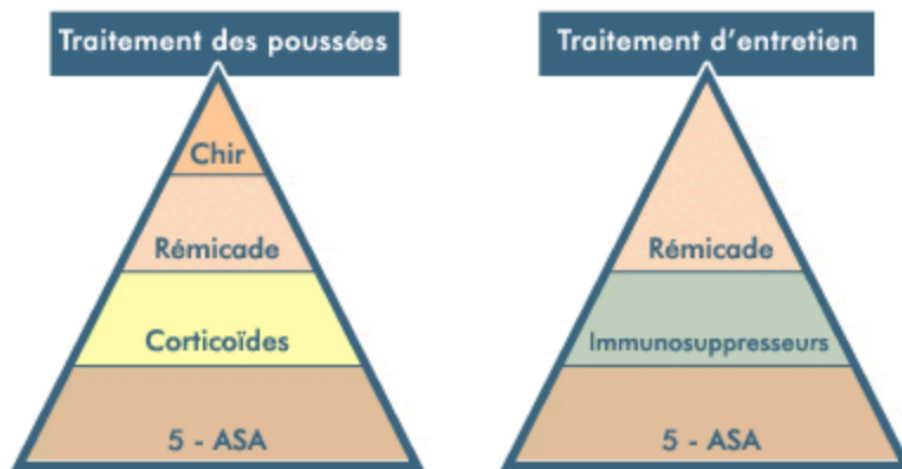 Traitement des poussées
Chir
Rémicade
Corticoïdes
5 - ASA
Traitement d'entretien
Rémicade
Immunosuppresseurs
5 - ASA